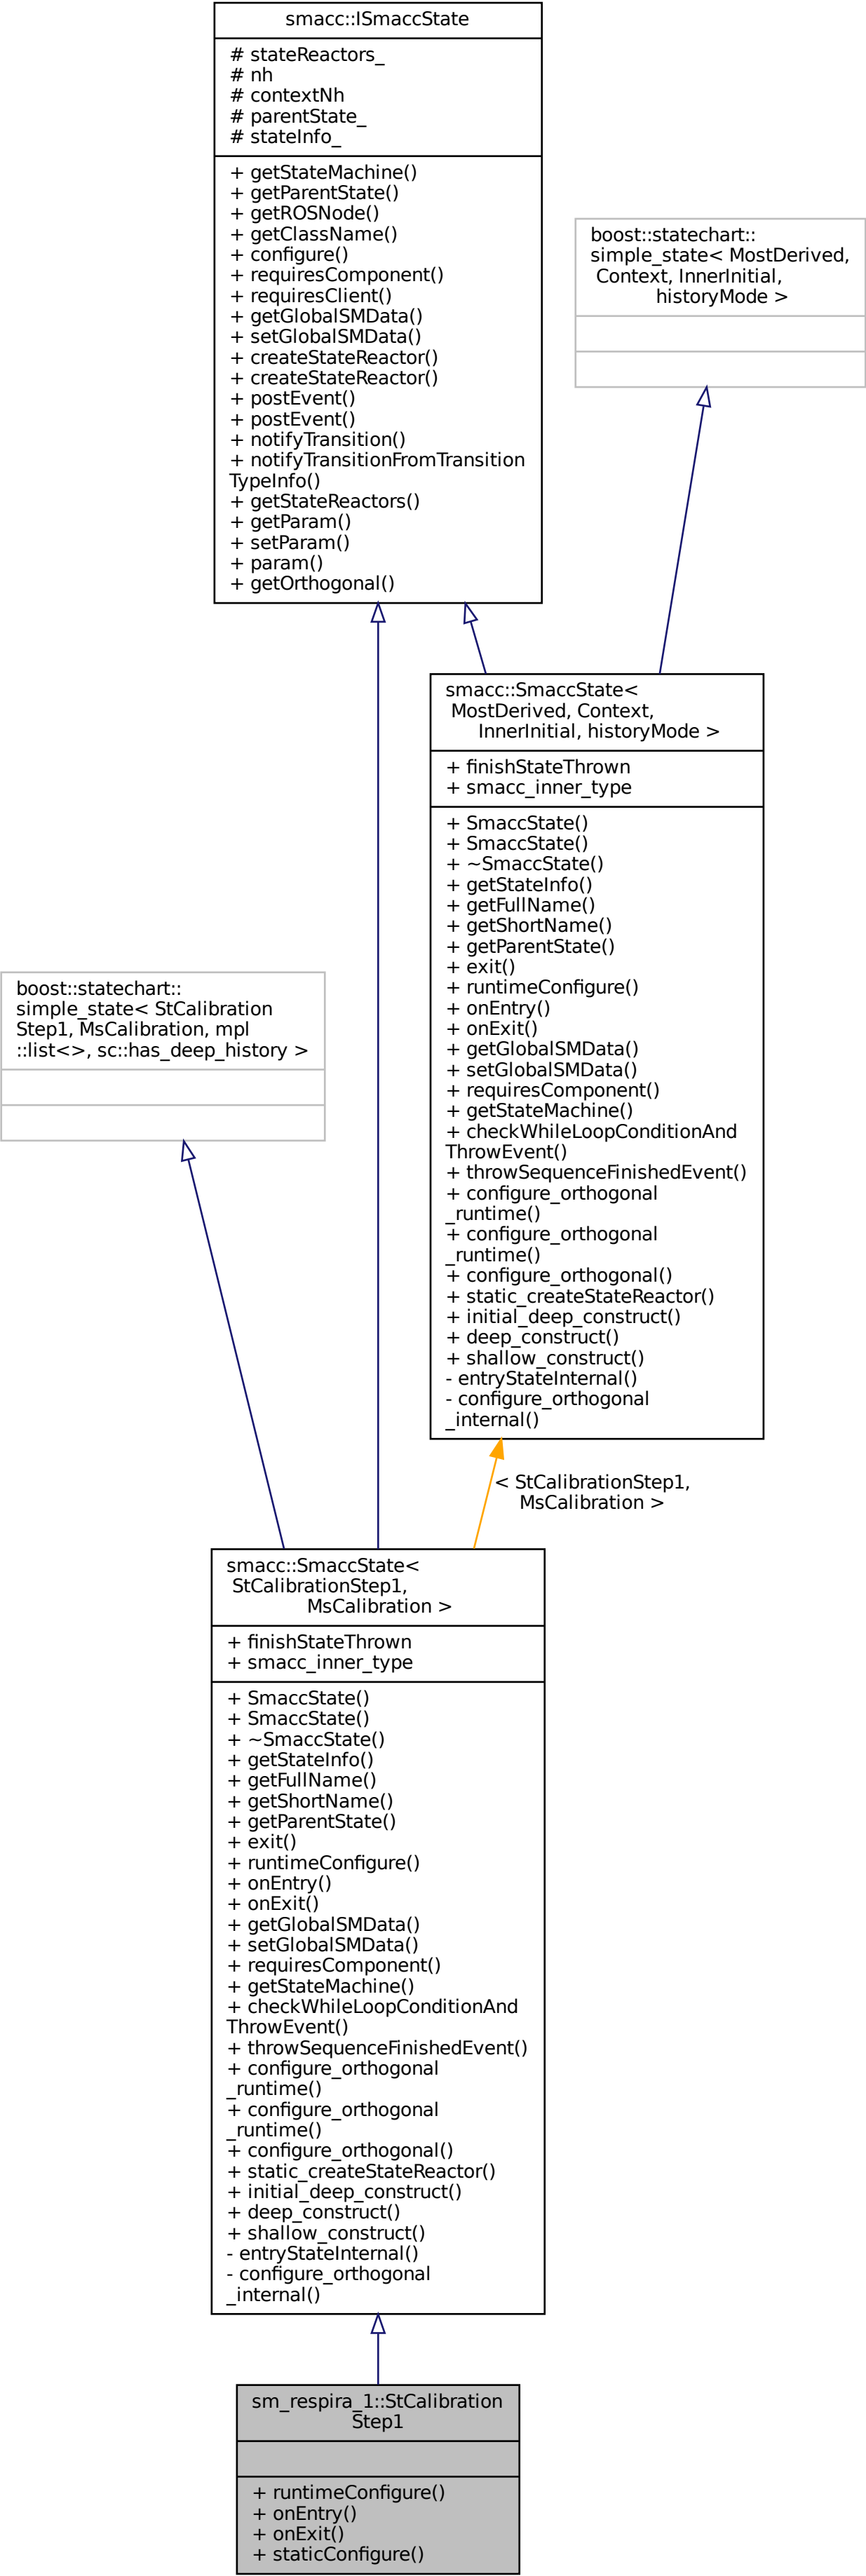 smacc::ISmaccState
# stateReactors_
# nh
# contextNh
# parentState_
# stateInfo_
+ getStateMachine()
+ getParentState()
+ getROSNode()
+ getClassName()
+ configure()
+ requiresComponent()
+ requiresClient()
+ getGlobalSMData()
+ setGlobalSMData()
+ createStateReactor()
+ createStateReactor()
+ postEvent()
+ postEvent()
+ notifyTransition()
+ notifyTransitionFromTransition
TypeInfo()
+ getStateReactors()
+ getParam()
+ setParam()
+ param()
+ getOrthogonal()
boost::statechart::
simple_state< MostDerived,
Context, InnerInitial,
historyMode >
smacc::SmaccState<
MostDerived, Context,
InnerInitial, historyMode >
+ finishStateThrown
+ smacc_inner_type
+ SmaccState()
+ SmaccState()
+ ~SmaccState()
+ getStateInfo()
+ getFullName()
+ getShortName()
+ getParentState()
+ exit()
+ runtimeConfigure()
+ onEntry()
+ onExit()
+ getGlobalSMData()
+ setGlobalSMData()
+ requiresComponent()
+ getStateMachine()
+ checkWhileLoopConditionAnd
ThrowEvent()
+ throwSequenceFinishedEvent()
+ configure_orthogonal
_runtime()
+ configure_orthogonal
_runtime()
+ configure_orthogonal()
+ static_createStateReactor()
+ initial_deep_construct()
+ deep_construct()
+ shallow_construct()
- entryStateInternal()
- configure_orthogonal
_internal()
boost::statechart::
simple_state< StCalibration
Step1, MsCalibration, mpl
::list<>, sc::has_deep_history >
< StCalibrationStep1,
MsCalibration >
smacc::SmaccState<
StCalibrationStep1,
MsCalibration >
+ finishStateThrown
+ smacc_inner_type
+ SmaccState()
+ SmaccState()
+ ~SmaccState()
+ getStateInfo()
+ getFullName()
+ getShortName()
+ getParentState()
+ exit()
+ runtimeConfigure()
+ onEntry()
+ onExit()
+ getGlobalSMData()
+ setGlobalSMData()
+ requiresComponent()
+ getStateMachine()
+ checkWhileLoopConditionAnd
ThrowEvent()
+ throwSequenceFinishedEvent()
+ configure_orthogonal
_runtime()
+ configure_orthogonal
_runtime()
+ configure_orthogonal()
+ static_createStateReactor()
+ initial_deep_construct()
+ deep_construct()
+ shallow_construct()
- entryStateInternal()
- configure_orthogonal
_internal()
sm_respira_1::StCalibration
Step1
+ runtimeConfigure()
+ onEntry()
+ onExit()
+ staticConfigure()